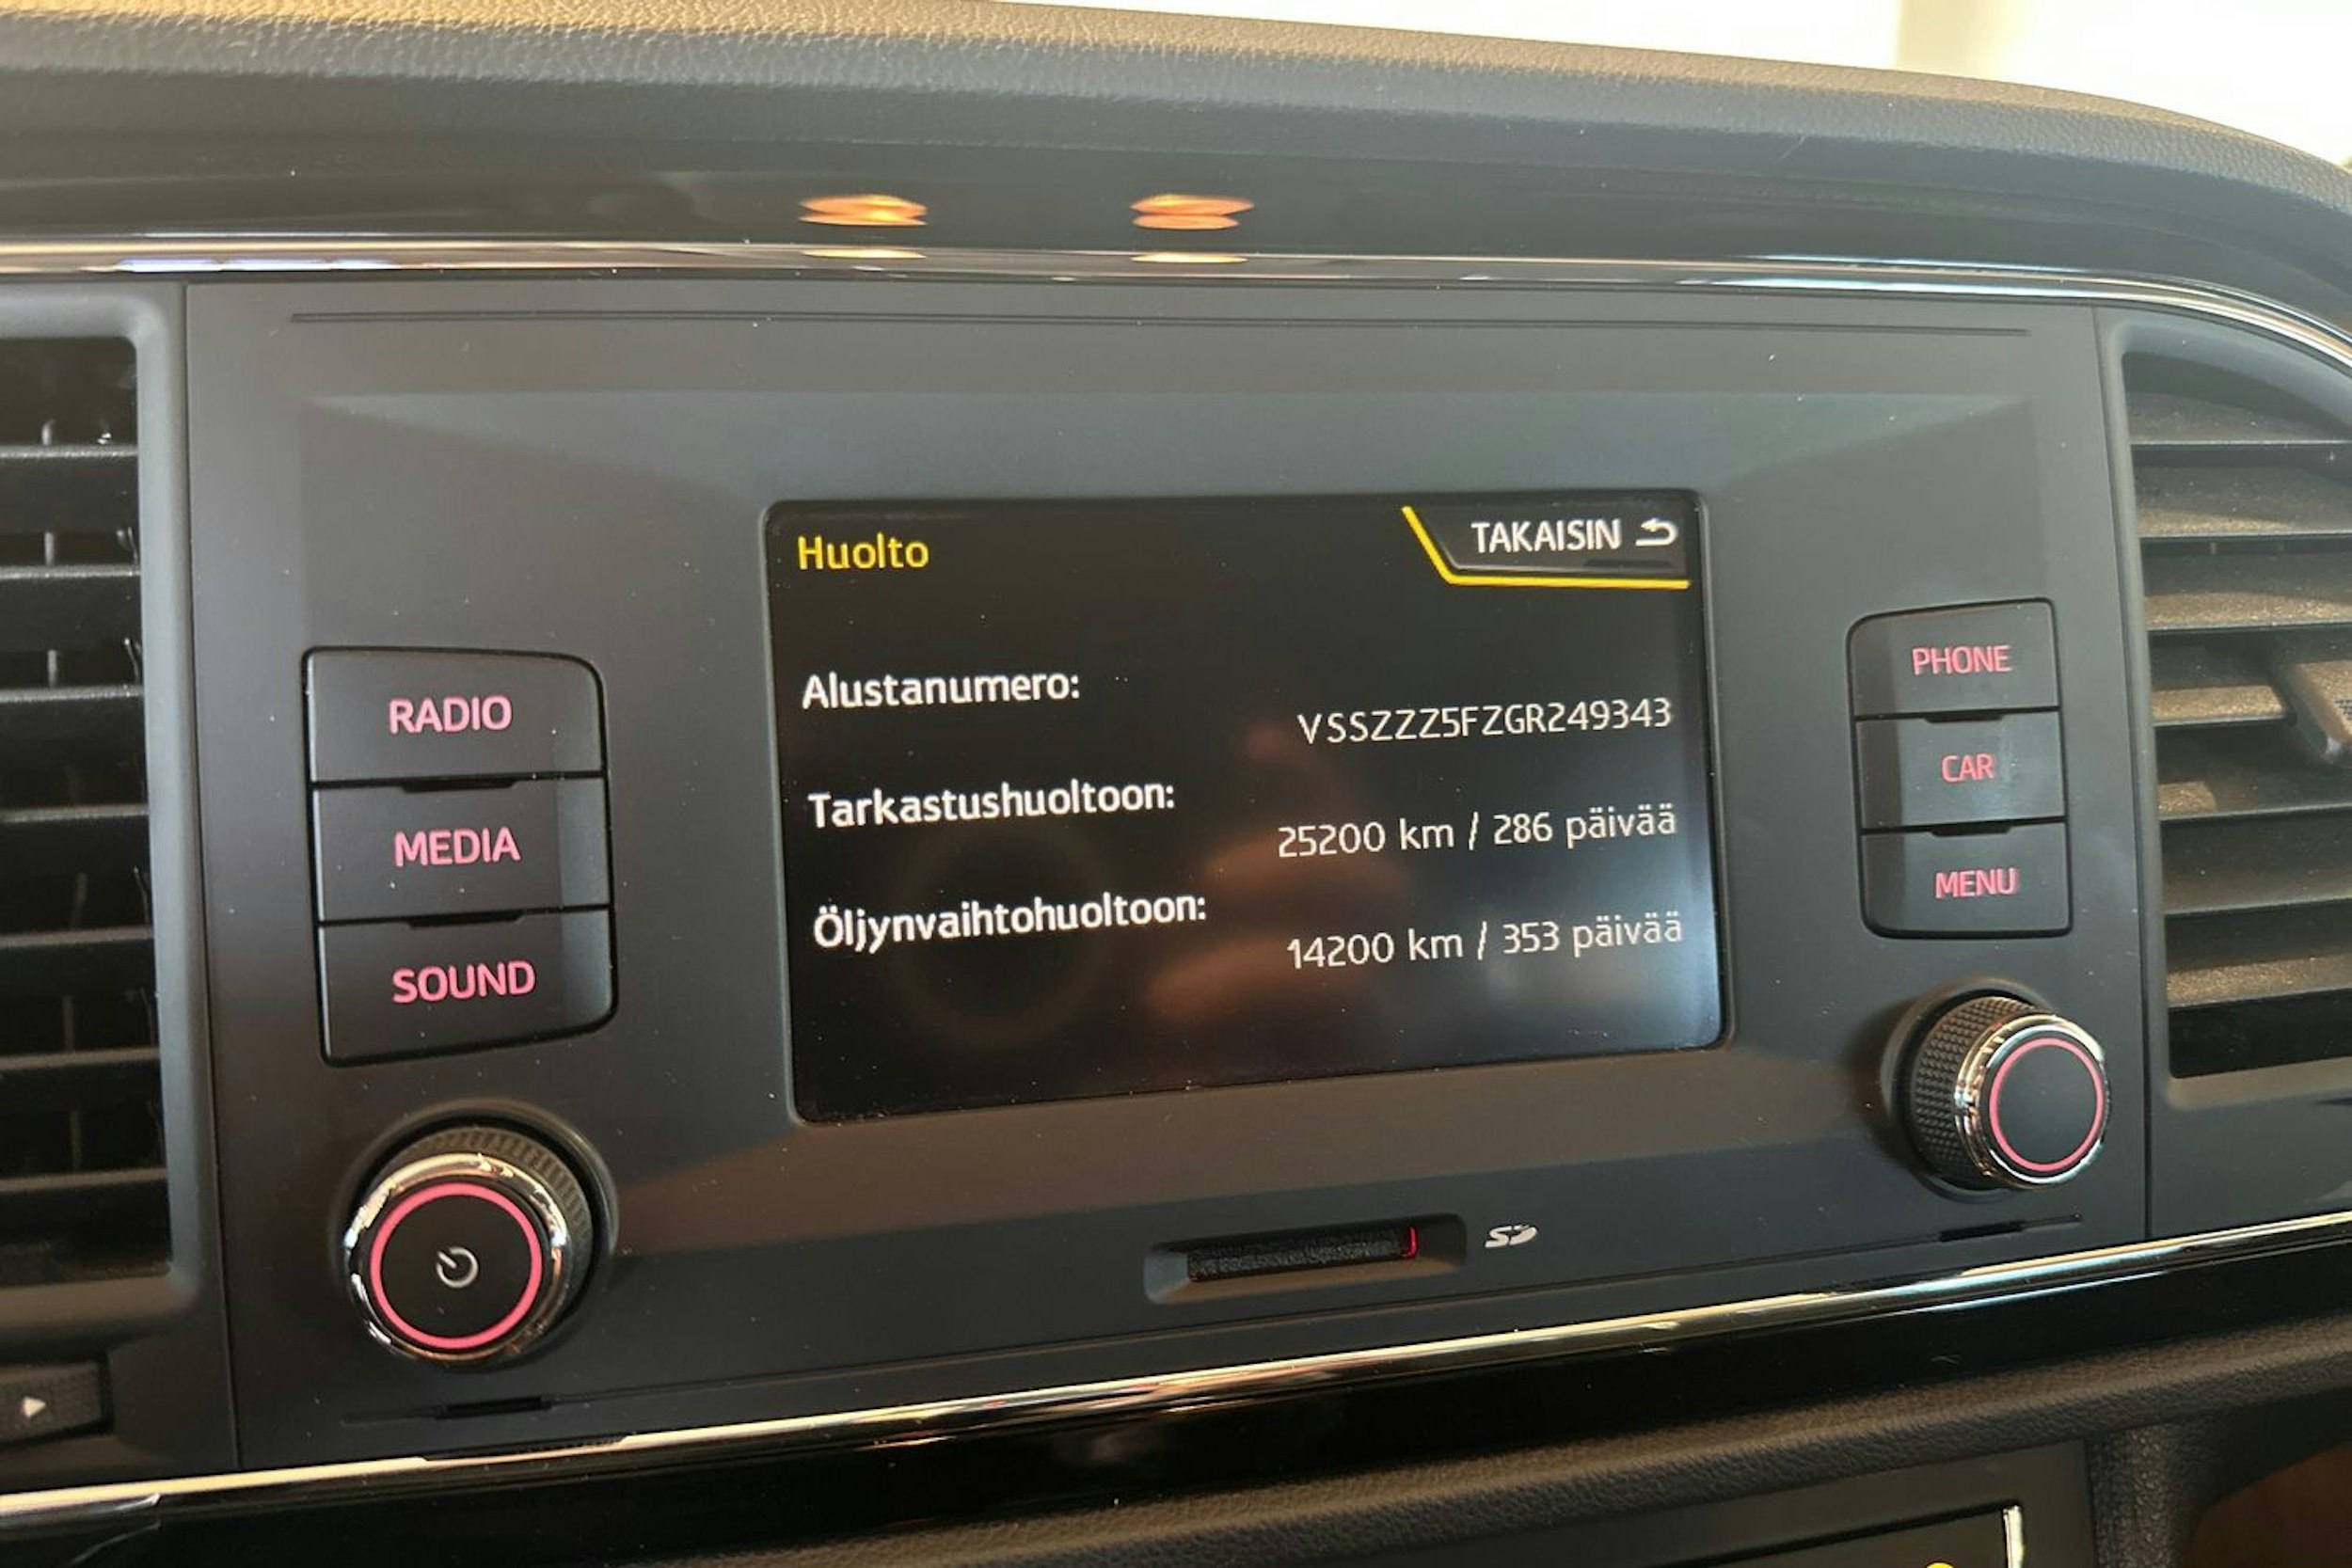 Huolto
TAKAISIN
Alustanumero:
VSSZZZ5FZGR249343
Tarkastushuoltoon:
25200 km / 286 päivää
Öljynvaihtohuoltoon:
14200 km / 353 päivää
RADIO
MEDIA
SOUND
PHONE
CAR
MENU
SD